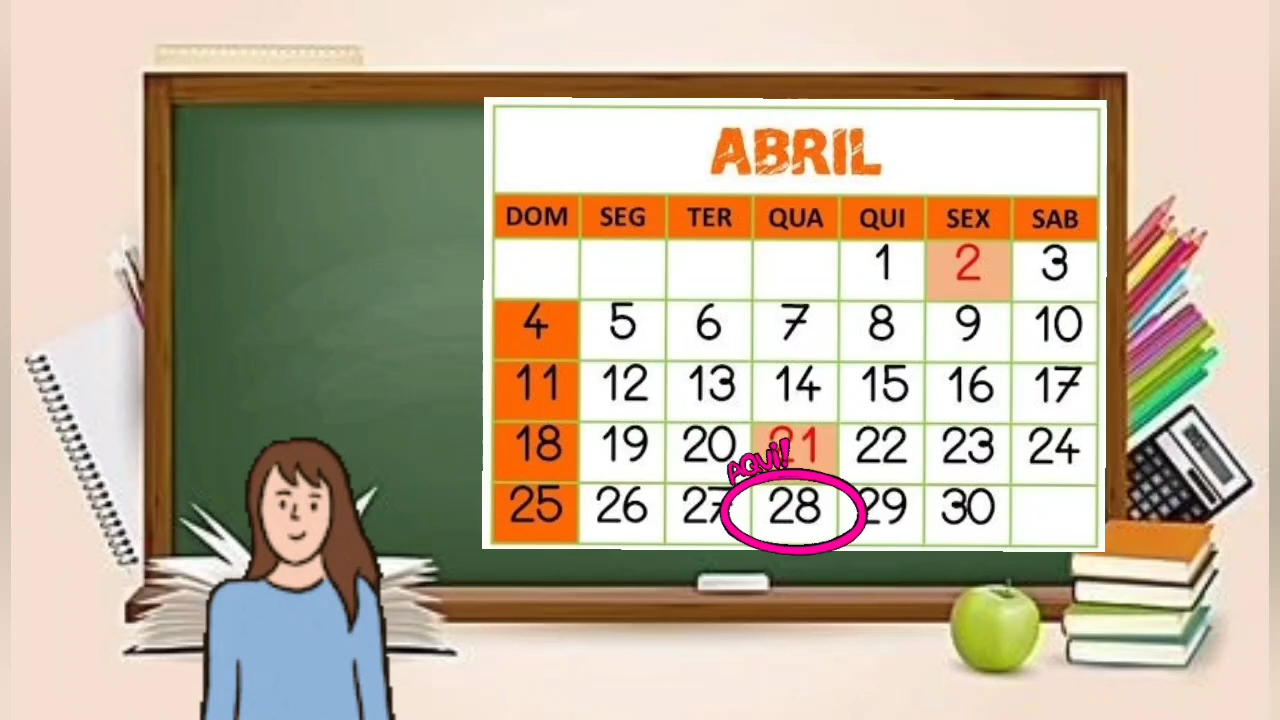 ABRIL
DOM SEG TER QUA QUI SEX SAB
1 2 3
4 5 6 7 8 9 10
11 12 13 14 15 16 17
18 19 20 21 22 23 24
AQUI!
25 26 27 28 29 30